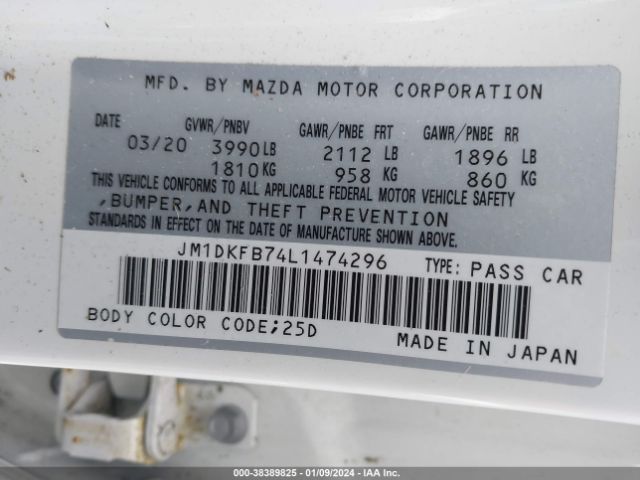 MFD. BY MAZDA MOTOR CORPORATION
DATE GVWR/PNBV GAWR/PNBE FRT GAWR/PNBE RR
03/20 3990LB 2112 LB 1896 LB
1810KG 958 KG 860 KG
THIS VEHICLE CONFORMS TO ALL APPLICABLE FEDERAL MOTOR VEHICLE SAFETY
,BUMPER,AND THEFT PREVENTION
STANDARDS IN EFFECT ON THE DATE OF MANUFACTURE SHOWN ABOVE.
JM1DKFB74L1474296 TYPE: PASS CAR
BODY COLOR CODE;25D MADE IN JAPAN
000-38389825 - 01/09/2024 - IAA Inc.